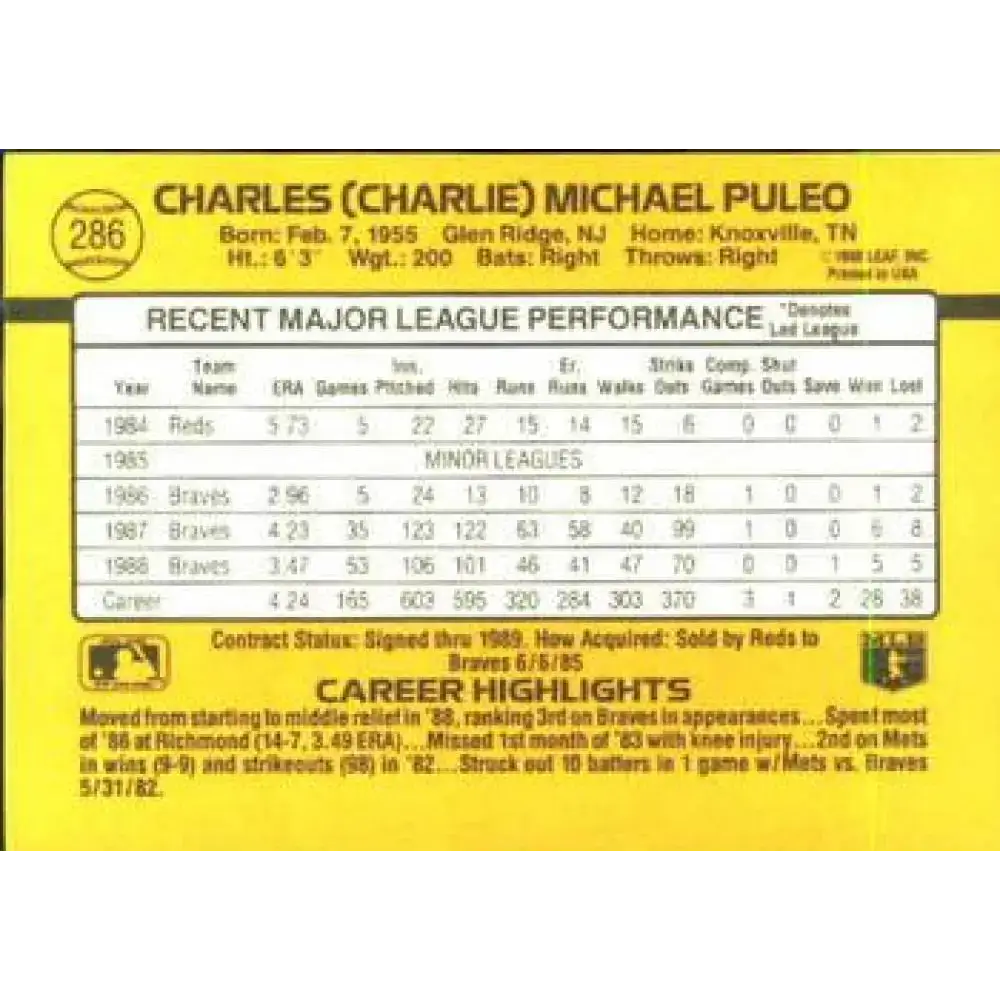 286
CHARLES (CHARLIE) MICHAEL PULEO
Born: Feb. 7, 1955 Glen Ridge, NJ Home: Knoxville, TN
Ht.: 6'3" Wgt.: 200 Bats: Right Throws: Right
© 1988 LEAF, INC.
Printed in USA
RECENT MAJOR LEAGUE PERFORMANCE
*Denotes
Led League
Year Team Name ERA Games Inn. Pitched Hits Runs Er. Runs Walks Strike Outs Comp. Games Shut Outs Save Won Lost
1984 Reds 5.73 5 22 27 15 14 15 6 0 0 0 1 2
1985 MINOR LEAGUES
1986 Braves 2.96 5 24 13 10 8 12 18 1 0 0 1 2
1987 Braves 4.23 35 123 122 63 58 40 99 1 0 0 6 8
1988 Braves 3.47 53 106 101 46 41 47 70 0 0 1 5 5
Career 4.24 165 603 595 320 284 303 370 3 1 2 28 38
Contract Status: Signed thru 1989. How Acquired: Sold by Reds to
Braves 6/6/85
CAREER HIGHLIGHTS
Moved from starting to middle relief in '88, ranking 3rd on Braves in appearances...Spent most
of '86 at Richmond (14-7, 3.49 ERA)...Missed 1st month of '83 with knee injury...2nd on Mets
in wins (9-9) and strikeouts (98) in '82...Struck out 10 batters in 1 game w/Mets vs. Braves
5/31/82.